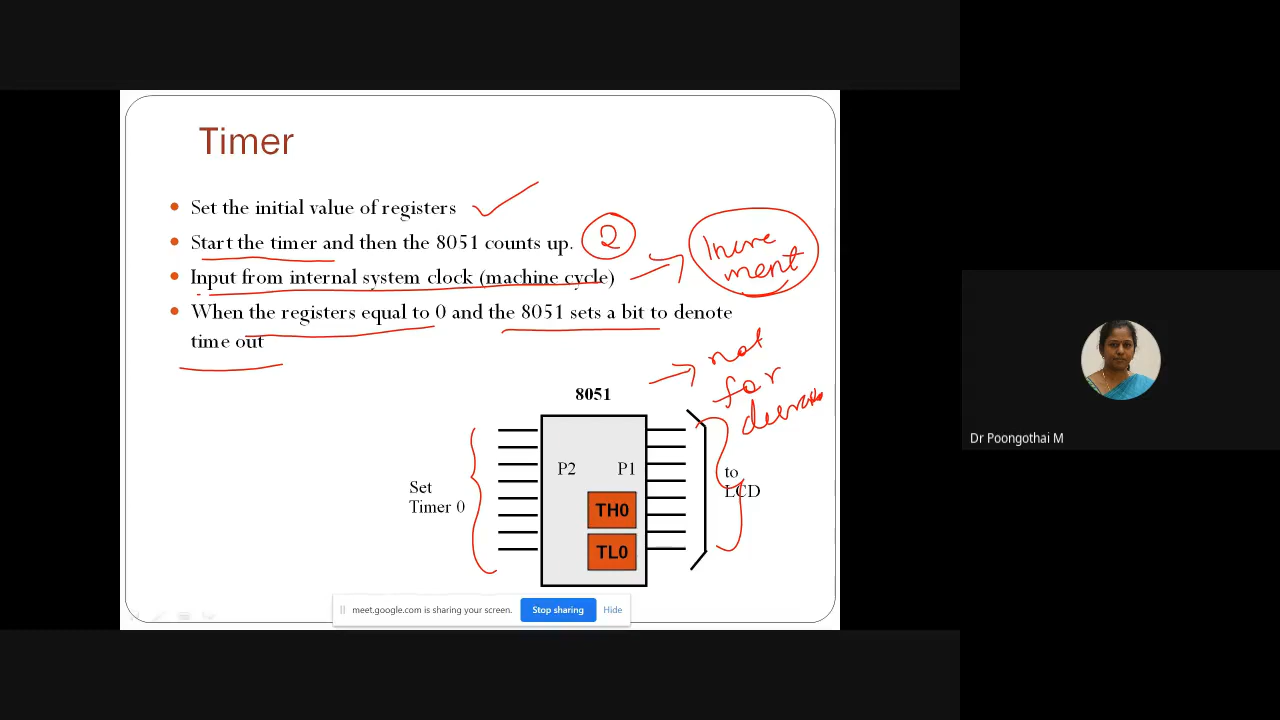 Timer
Set the initial value of registers
Start the timer and then the 8051 counts up.
2
Input from internal system clock (machine cycle)
Incre
ment
When the registers equal to 0 and the 8051 sets a bit to denote
time out
not
for
8051
P2
P1
Set
Timer 0
to
LCD
TH0
TL0
meet.google.com is sharing your screen.
Stop sharing
Hide
Dr Poongothai M